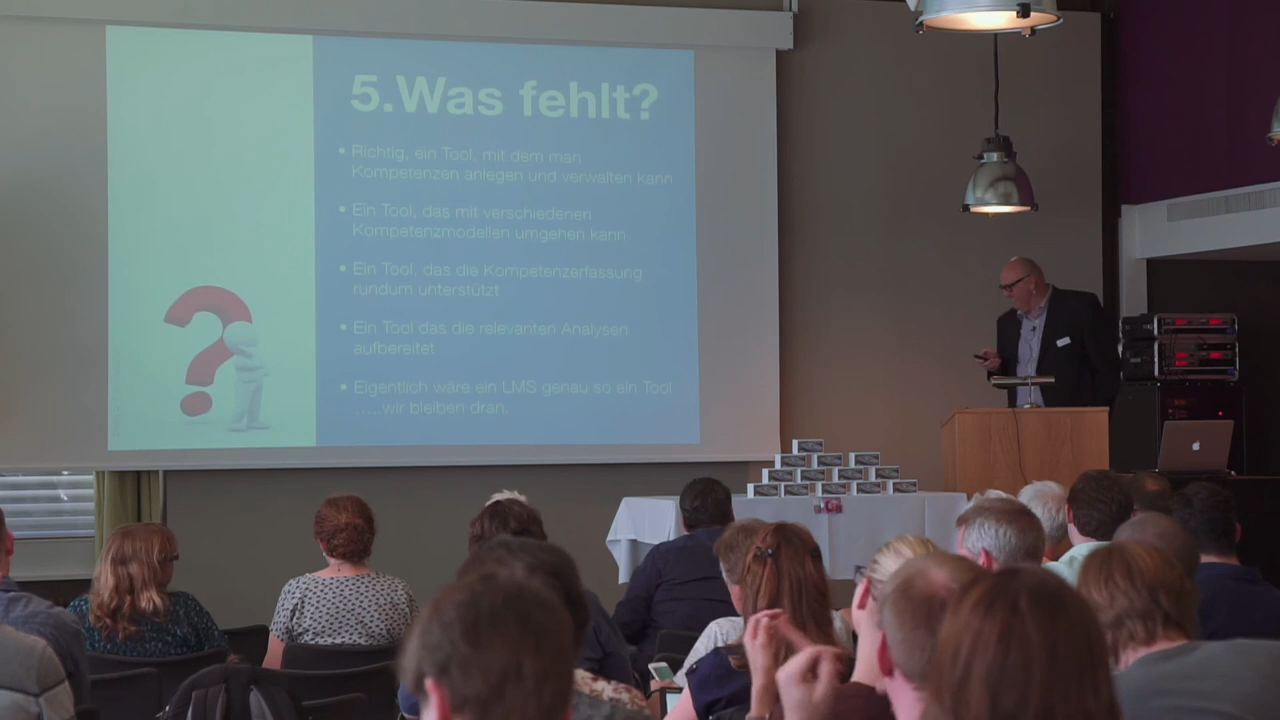 5.Was fehlt?
• Richtig, ein Tool, mit dem man
Kompetenzen anlegen und verwalten kann
• Ein Tool, das mit verschiedenen
Kompetenzmodellen umgehen kann.
• Ein Tool, das die Kompetenzerfassung
rundum unterstützt
• Ein Tool das die relevanten Analysen
aufbereitet
• Eigentlich wäre ein LMS genau so ein Tool
.....wir bleiben dran.